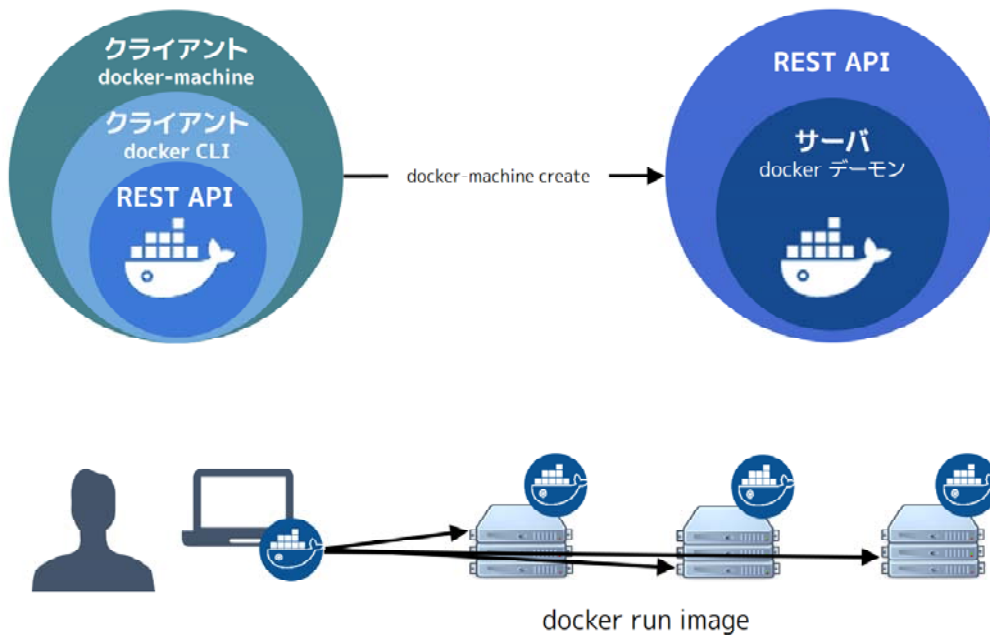 クライアント
docker-machine
クライアント
docker CLI
REST API
docker-machine create
REST API
サーバ
docker デーモン
docker run image